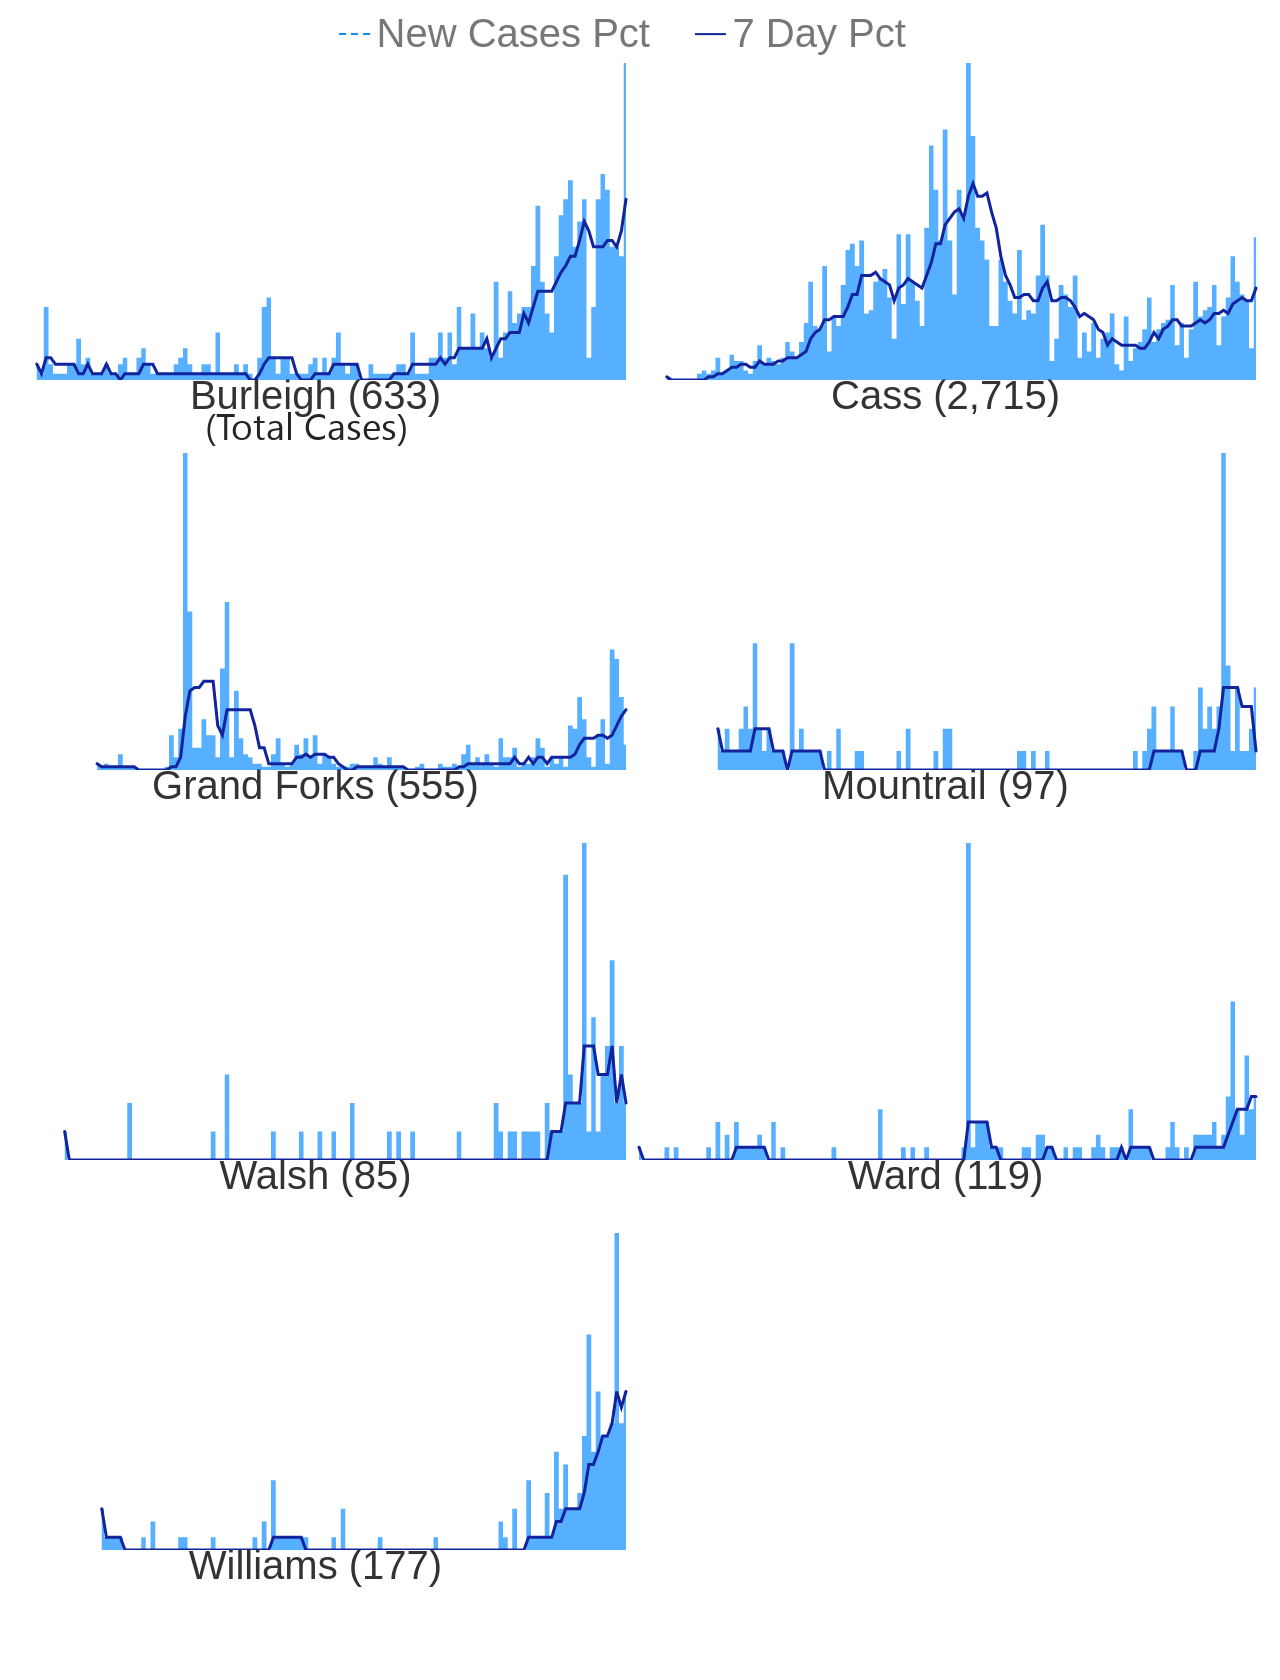 New Cases Pct 7 Day Pct
Burleigh (633) Cass (2,715)
(Total Cases)
Grand Forks (555) Mountrail (97)
Walsh (85) Ward (119)
Williams (177)